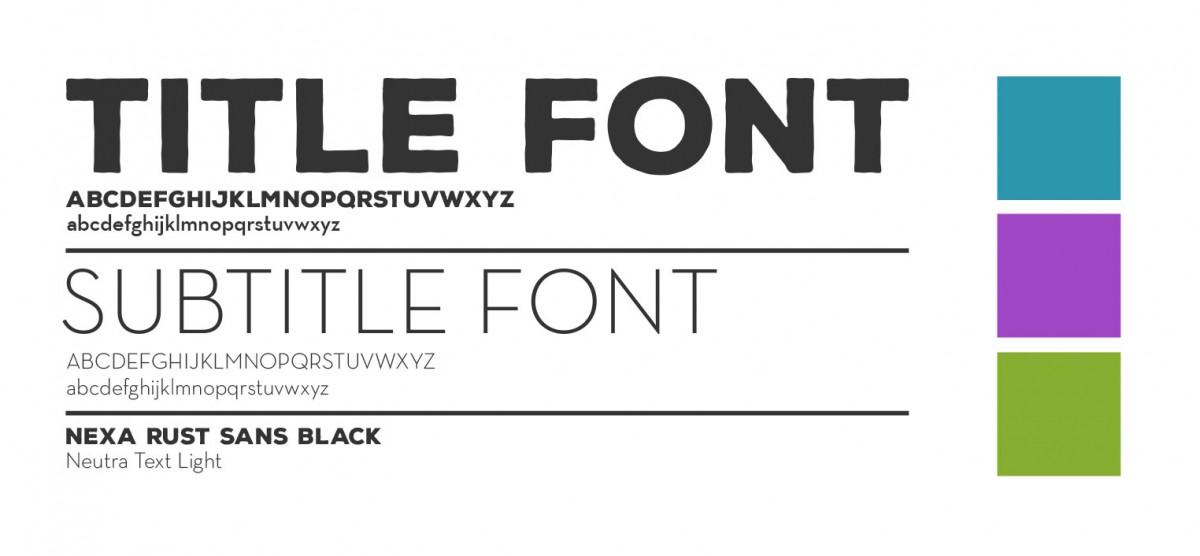 TITLE FONT
ABCDEFGHIJKLMNOPQRSTUVWXYZ
abcdefghijklmnopqrstuvwxyz
SUBTITLE FONT
ABCDEFGHIJKLMNOPQRSTUVWXYZ
abcdefghijklmnopqrstuvwxyz
NEXA RUST SANS BLACK
Neutra Text Light